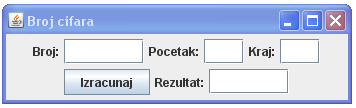 Broj cifara
Broj: Pocetak: Kraj:
Izracunaj Rezultat: